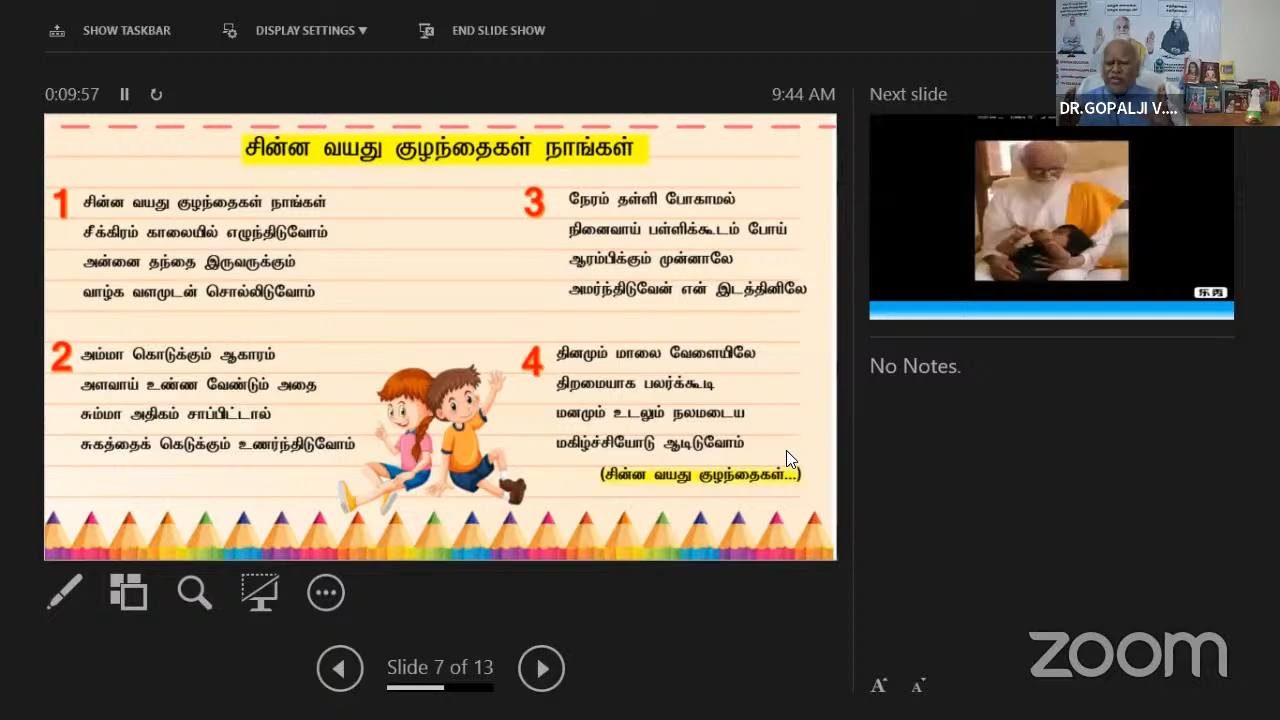 SHOW TASKBAR
DISPLAY SETTINGS ▼
END SLIDE SHOW
0:09:57
9:44 AM
Next slide
DR.GOPALJI V....
சின்ன வயது குழந்தைகள் நாங்கள்
1
சின்ன வயது குழந்தைகள் நாங்கள்
சீக்கிரம் காலையில் எழுந்திடுவோம்
அன்னை தந்தை இருவருக்கும்
வாழ்க வளமுடன் சொல்லிடுவோம்
2
அம்மா கொடுக்கும் ஆகாரம்
அளவாய் உண்ண வேண்டும் அதை
சும்மா அதிகம் சாப்பிட்டால்
சுகத்தைக் கெடுக்கும் உணர்ந்திடுவோம்
3
நேரம் தள்ளி போகாமல்
நினைவாய் பள்ளிக்கூடம் போய்
ஆரம்பிக்கும் முன்னாலே
அமர்ந்திடுவேன் என் இடத்தினிலே
4
தினமும் மாலை வேளையிலே
திறமையாக பலர்க்கூடி
மனமும் உடலும் நலமடைய
மகிழ்ச்சியோடு ஆடிடுவோம்
(சின்ன வயது குழந்தைகள்...)
乐秀
No Notes.
Slide 7 of 13
A A
zoom